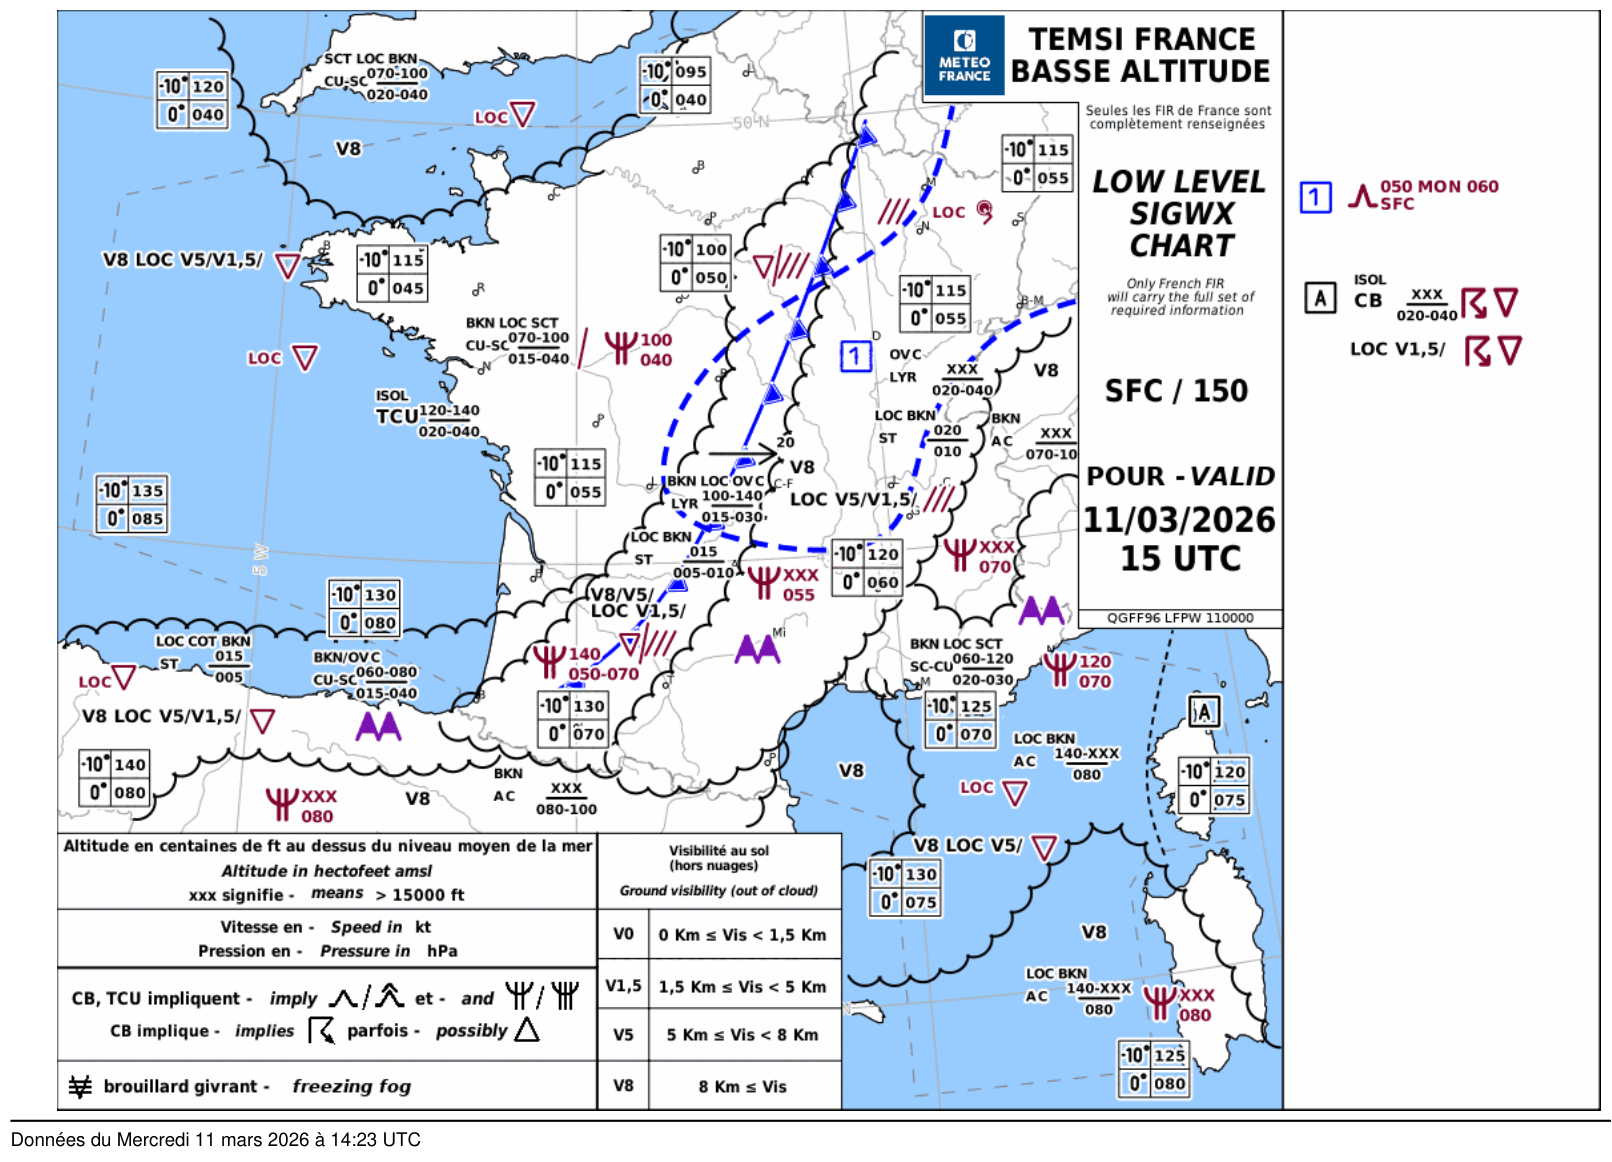 METEO
FRANCE
TEMSI FRANCE
BASSE ALTITUDE
Seules les FIR de France sont
complètement renseignées
LOW LEVEL
SIGWX
CHART
Only French FIR
will carry the full set of
required information
SFC / 150
POUR - VALID
11/03/2026
15 UTC
QGFF96 LFPW 110000
1
050 MON 060
SFC
A
ISOL
CB
XXX
020-040
LOC V1,5/
SCT LOC BKN
CU-SC
070-100
020-040
-10° 120
0° 040
LOC
-10° 095
0° 040
50°N
V8
-10° 115
0° 055
LOC
V8 LOC V5/V1,5/
-10° 115
0° 045
-10° 100
0° 050
-10° 115
0° 055
BKN LOC SCT
CU-SC
070-100
015-040
100
040
LOC
1
OVC
LYR
XXX
020-040
V8
ISOL
TCU
120-140
020-040
LOC BKN
ST
020
010
BKN
AC
XXX
070-10
20
V8
-10° 115
0° 055
-10° 135
0° 085
BKN LOC OVC
LYR
100-140
015-030
LOC V5/V1,5/
5 W
LOC BKN
ST
015
005-010
-10° 120
0° 060
XXX
070
XXX
055
V8/V5/
LOC V1,5/
-10° 130
0° 080
LOC COT BKN
ST
015
005
BKN/OVC
CU-SC
060-080
015-040
140
050-070
BKN LOC SCT
SC-CU
060-120
020-030
120
070
LOC
V8 LOC V5/V1,5/
-10° 130
0° 070
-10° 125
0° 070
A
LOC BKN
AC
140-XXX
080
-10° 120
0° 075
-10° 140
0° 080
XXX
080
V8
BKN
AC
XXX
080-100
V8
LOC
V8 LOC V5/
-10° 130
0° 075
V8
LOC BKN
AC
140-XXX
080
XXX
080
-10° 125
0° 080
Altitude en centaines de ft au dessus du niveau moyen de la mer
Altitude in hectofeet amsl
xxx signifie - means > 15000 ft
Vitesse en - Speed in kt
Pression en - Pressure in hPa
CB, TCU impliquent - imply / et - and /
CB implique - implies parfois - possibly
brouillard givrant - freezing fog
Visibilité au sol
(hors nuages)
Ground visibility (out of cloud)
V0 0 Km ≤ Vis < 1,5 Km
V1,5 1,5 Km ≤ Vis < 5 Km
V5 5 Km ≤ Vis < 8 Km
V8 8 Km ≤ Vis
Données du Mercredi 11 mars 2026 à 14:23 UTC